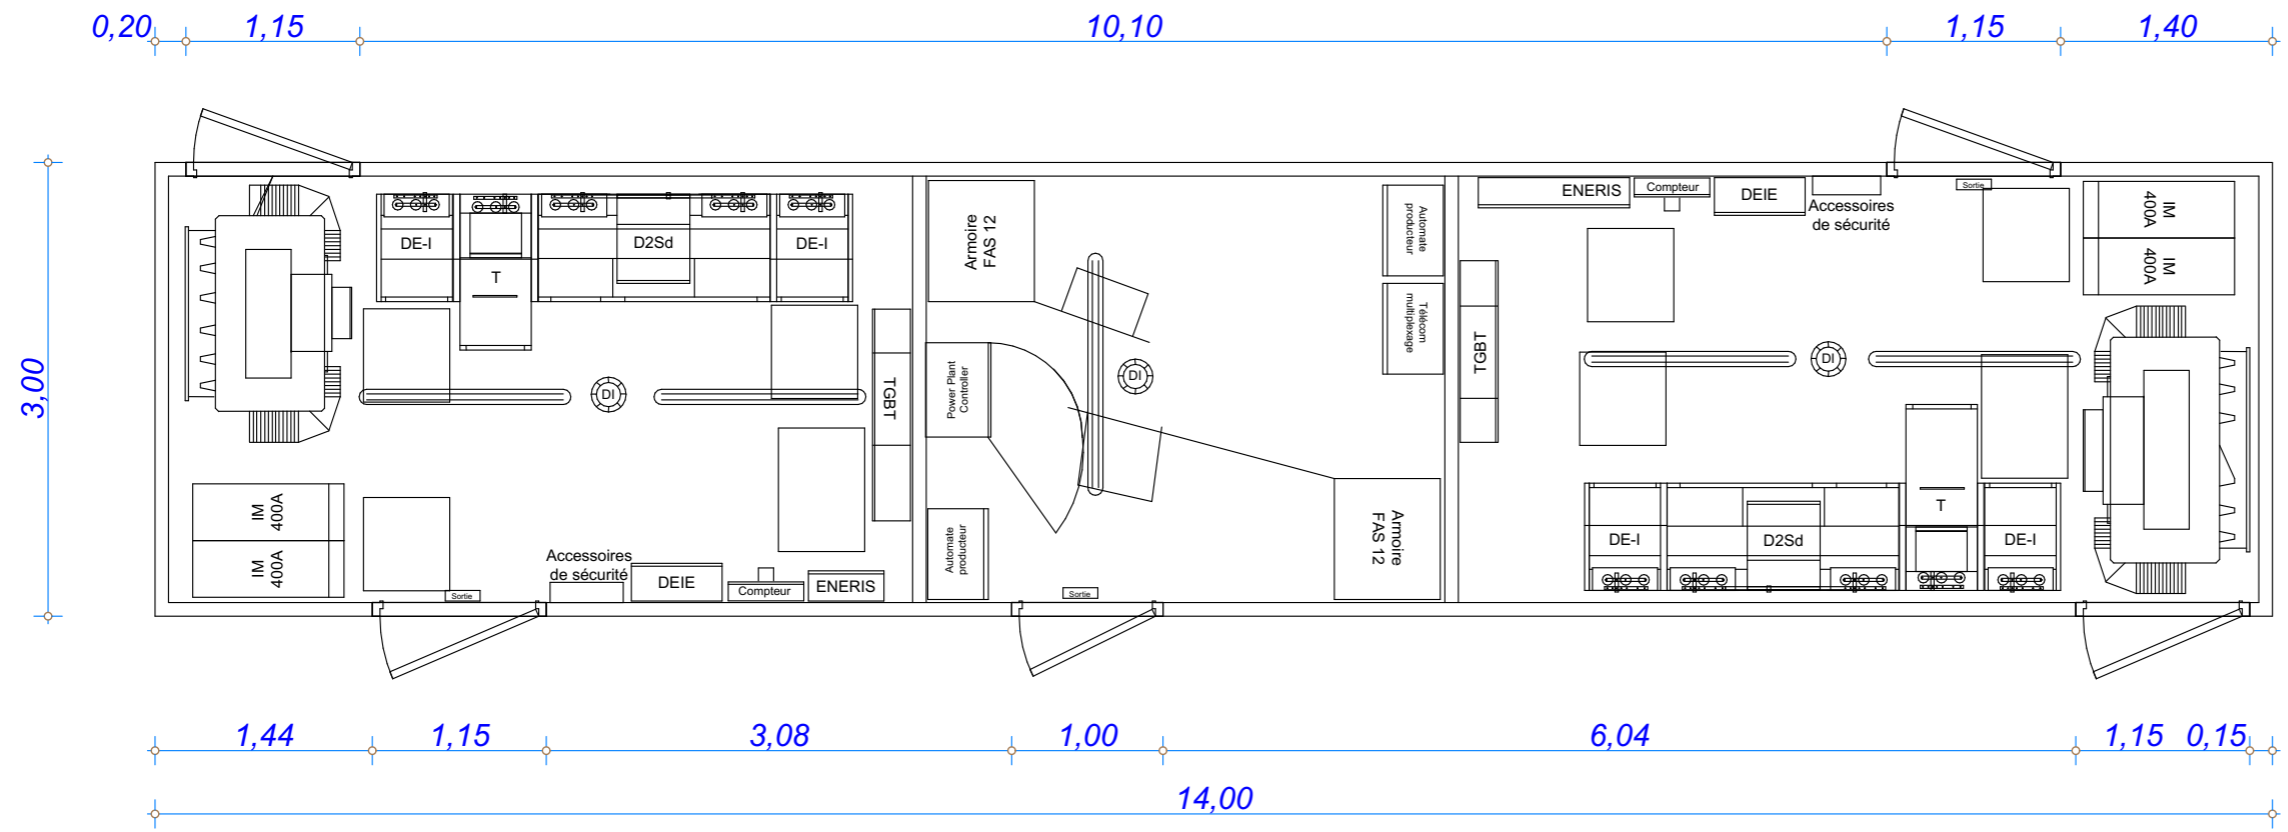 0,20 1,15 10,10 1,15 1,40
3,00
DE-I
T
D2Sd
DE-I
TGBT
IM
400A
IM
400A
Sortie
Accessoires
de sécurité
DEIE
Compteur
ENERIS
DI
Armoire
FAS 12
Power Plant
Controller
Automate
producteur
DI
Sortie
Automate
producteur
Télécom
multiplexage
Armoire
FAS 12
ENERIS
Compteur
DEIE
Accessoires
de sécurité
Sortie
IM
400A
IM
400A
TGBT
DI
DE-I
D2Sd
T
DE-I
1,44 1,15 3,08 1,00 6,04 1,15 0,15
14,00